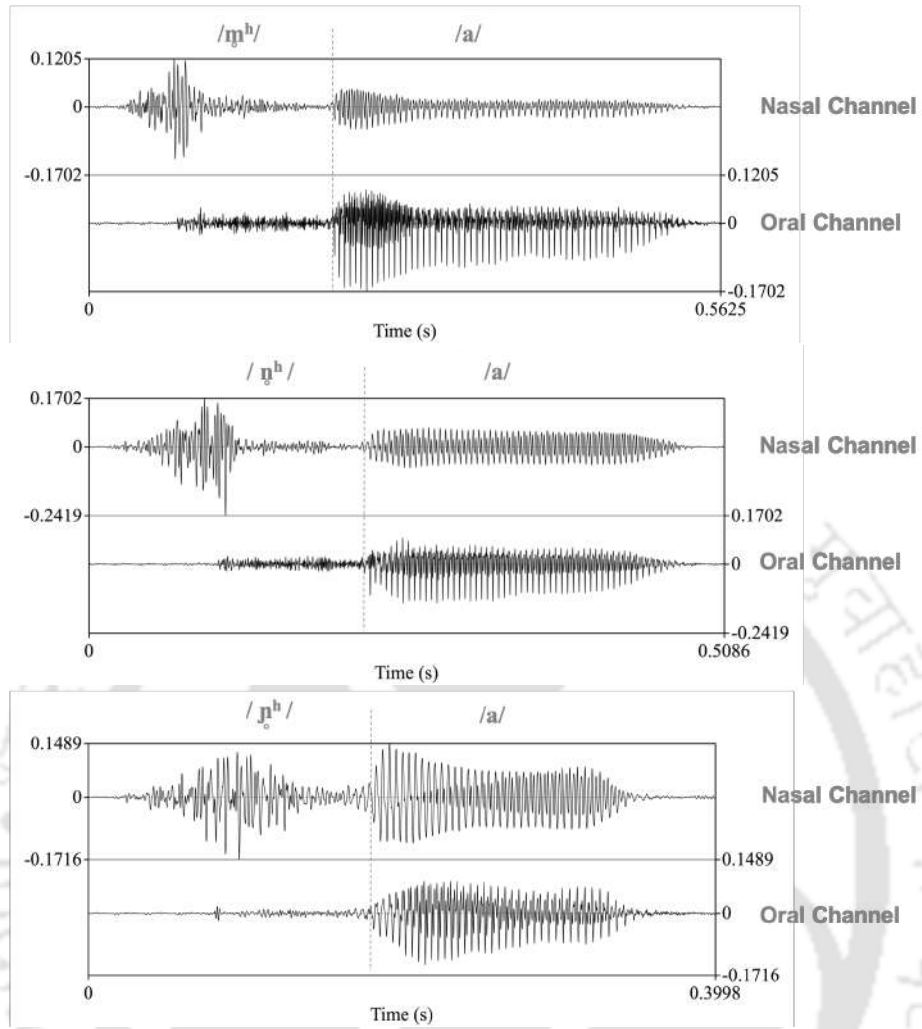 /m̥ʰ/ /a/
0.1205
0
Nasal Channel
-0.1702 0.1205
0
Oral Channel
-0.1702
0 0.5625
Time (s)
/ n̥ʰ / /a/
0.1702
0
Nasal Channel
-0.2419 0.1702
0
Oral Channel
-0.2419
0 0.5086
Time (s)
/ ɲ̥ʰ / /a/
0.1489
0
Nasal Channel
-0.1716 0.1489
0
Oral Channel
-0.1716
0 0.3998
Time (s)